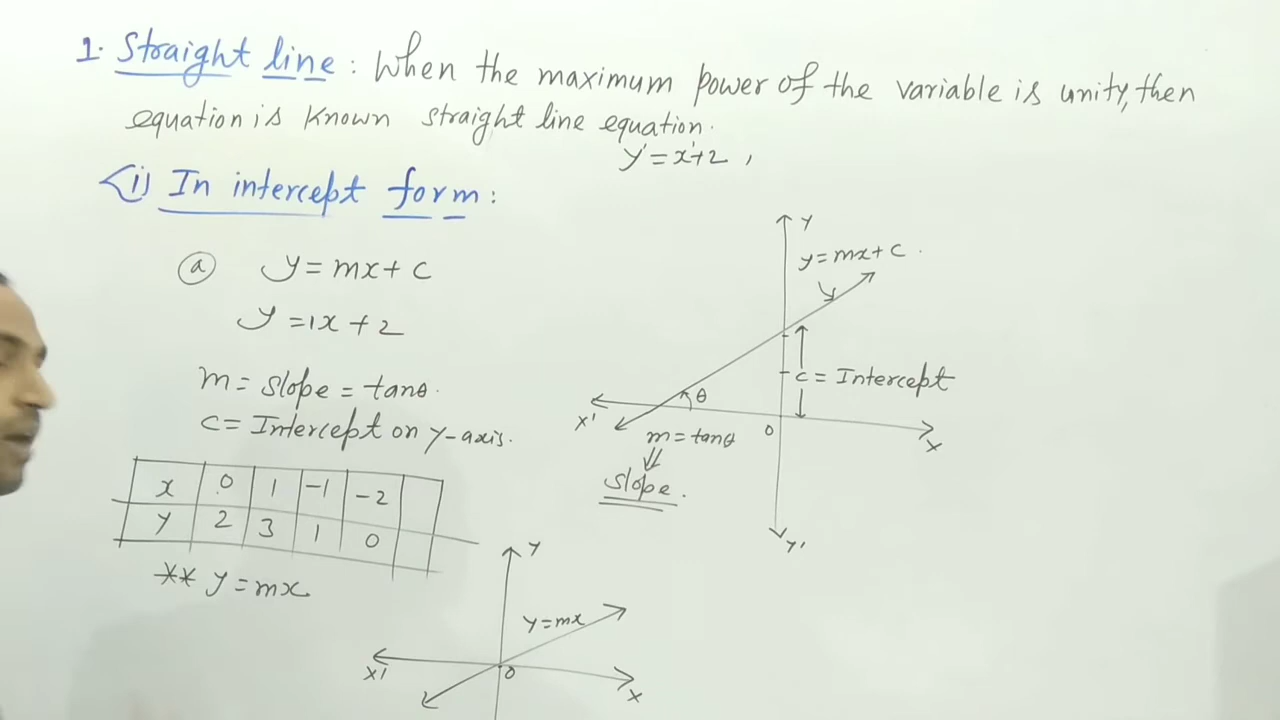 1. Straight line : When the maximum power of the variable is unity, then
equation is known straight line equation.
y¹ = x¹ + 2 ,
(i) In intercept form :
(a) y = mx + c
y = 1x + 2
m = slope = tanθ.
c = Intercept on y-axis.
x 0 1 -1 -2
y 2 3 1 0
** y = mx
Y
y = mx + c .
c = Intercept
θ
X'
O
X
m = tanθ
⇓
slope.
Y'
Y
Y = mx
X'
O
X